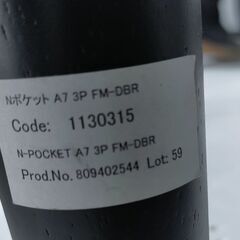 Nポケット A7 3P FM-DBR
Code: 1130315
N-POCKET A7 3P FM-DBR
Prod.No. 809402544 Lot: 59